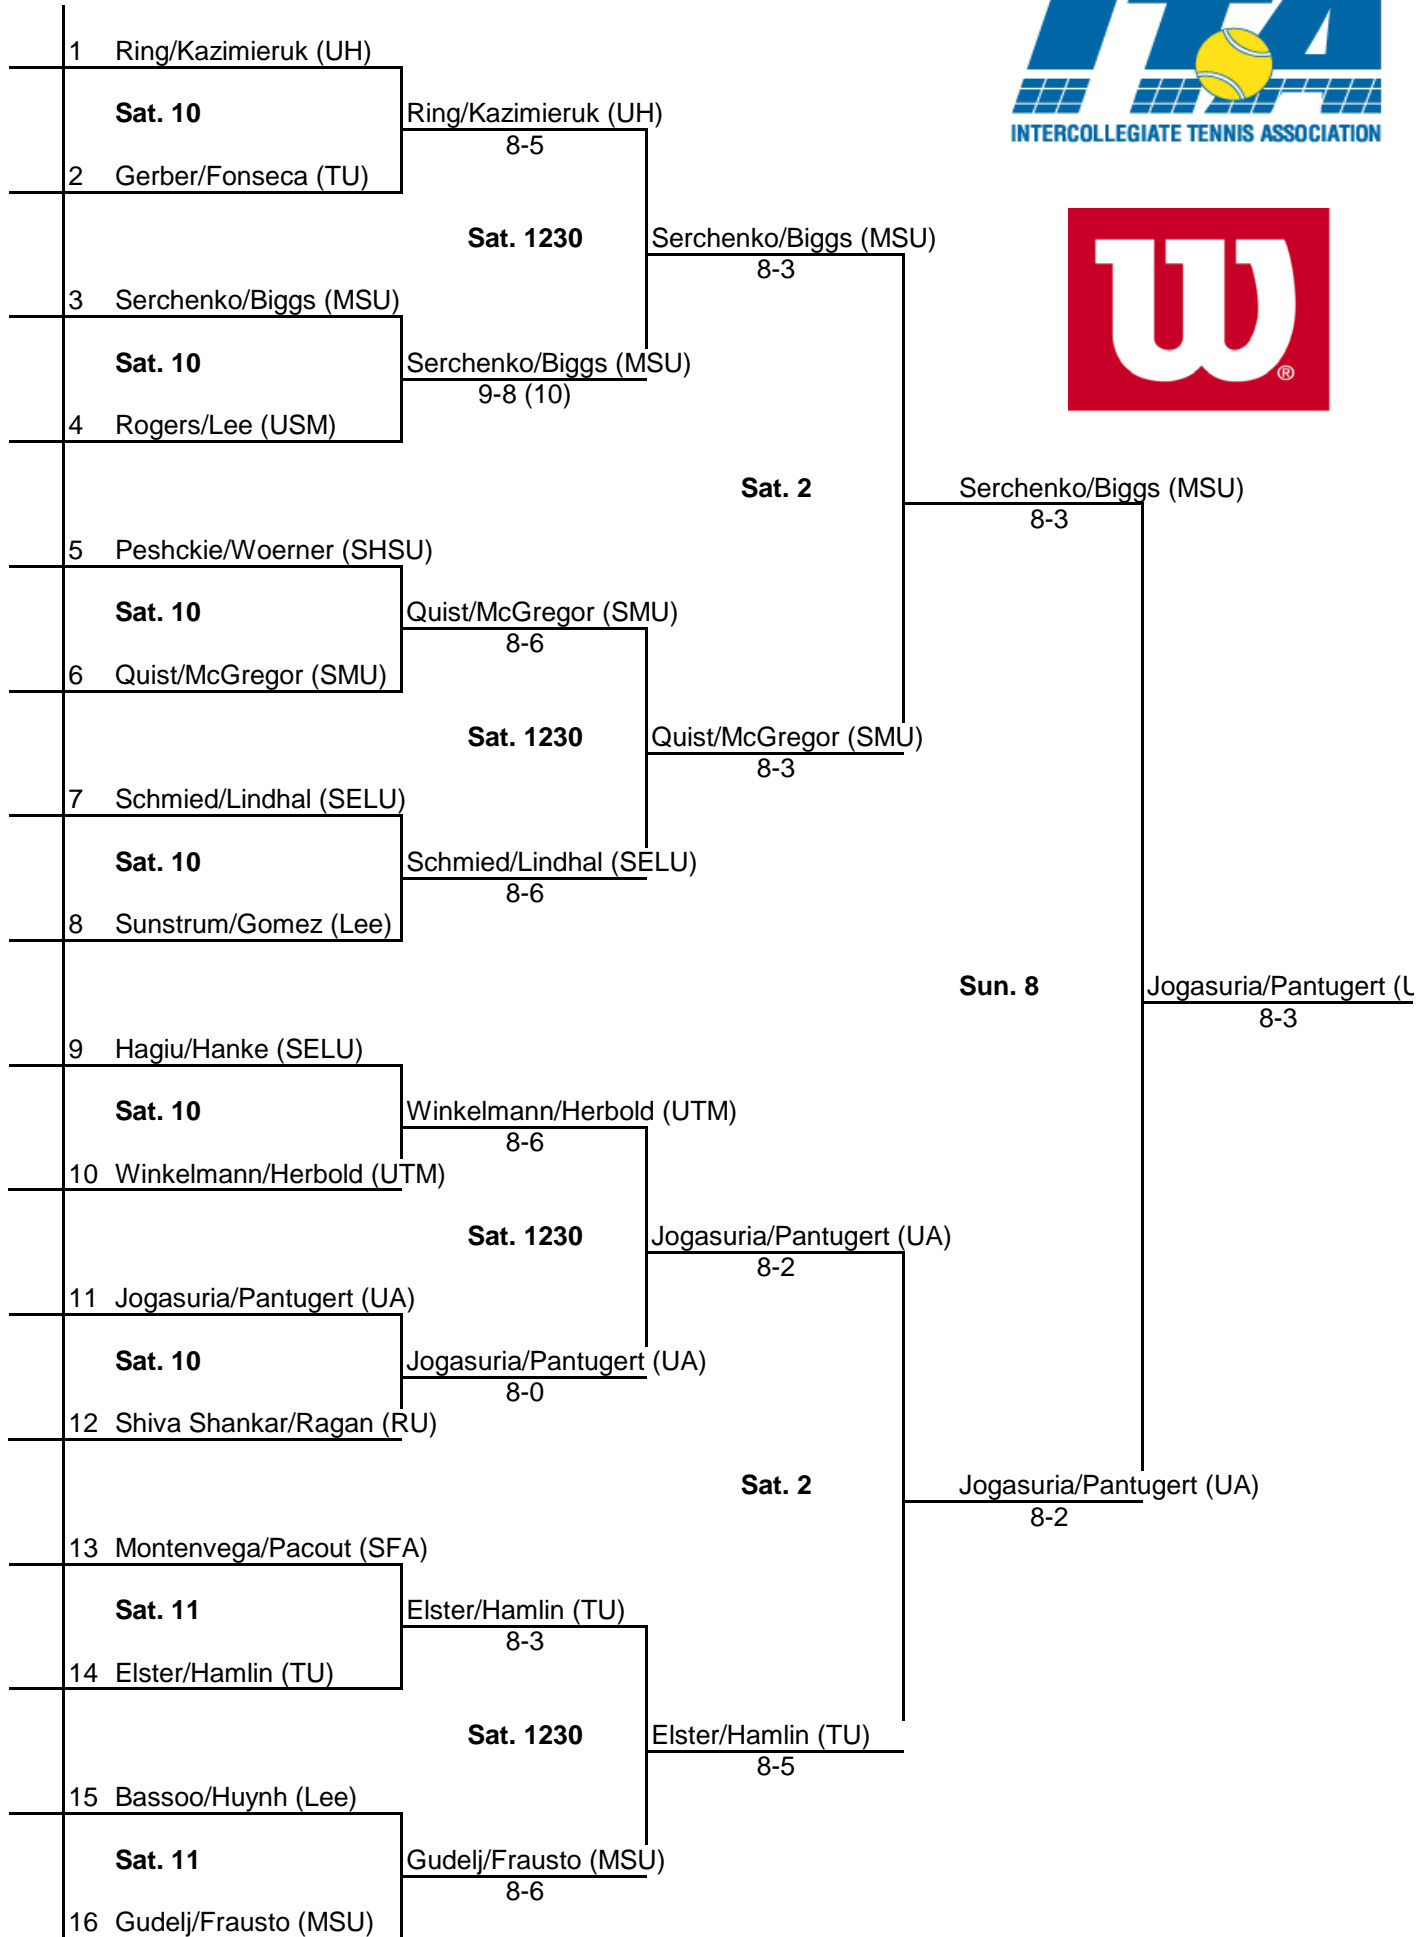 ITA
INTERCOLLEGIATE TENNIS ASSOCIATION
1 Ring/Kazimieruk (UH)
Sat. 10 Ring/Kazimieruk (UH)
8-5
2 Gerber/Fonseca (TU)
W
®
Sat. 1230 Serchenko/Biggs (MSU)
8-3
3 Serchenko/Biggs (MSU)
Sat. 10 Serchenko/Biggs (MSU)
9-8 (10)
4 Rogers/Lee (USM)
Sat. 2 Serchenko/Biggs (MSU)
8-3
5 Peshckie/Woerner (SHSU)
Sat. 10 Quist/McGregor (SMU)
8-6
6 Quist/McGregor (SMU)
Sat. 1230 Quist/McGregor (SMU)
8-3
7 Schmied/Lindhal (SELU)
Sat. 10 Schmied/Lindhal (SELU)
8-6
8 Sunstrum/Gomez (Lee)
Sun. 8 Jogasuria/Pantugert (U
8-3
9 Hagiu/Hanke (SELU)
Sat. 10 Winkelmann/Herbold (UTM)
8-6
10 Winkelmann/Herbold (UTM)
Sat. 1230 Jogasuria/Pantugert (UA)
8-2
11 Jogasuria/Pantugert (UA)
Sat. 10 Jogasuria/Pantugert (UA)
8-0
12 Shiva Shankar/Ragan (RU)
Sat. 2 Jogasuria/Pantugert (UA)
8-2
13 Montenvega/Pacout (SFA)
Sat. 11 Elster/Hamlin (TU)
8-3
14 Elster/Hamlin (TU)
Sat. 1230 Elster/Hamlin (TU)
8-5
15 Bassoo/Huynh (Lee)
Sat. 11 Gudelj/Frausto (MSU)
8-6
16 Gudelj/Frausto (MSU)